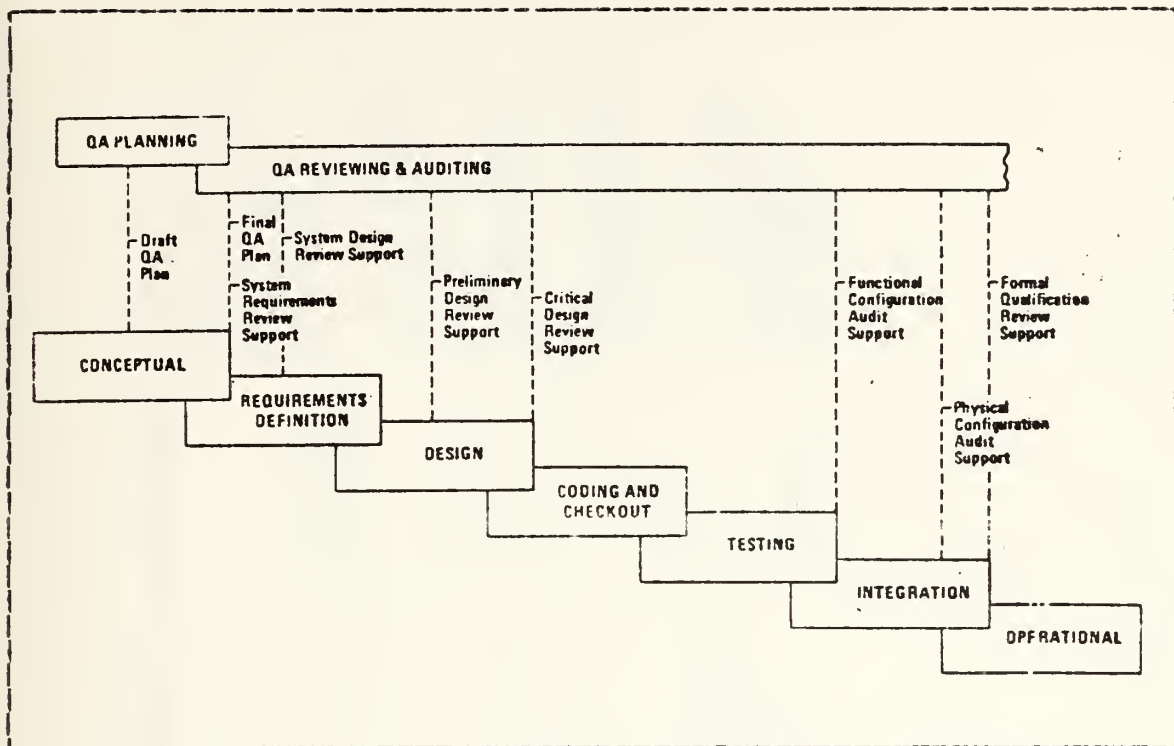 QA PLANNING
QA REVIEWING & AUDITING
Draft
QA
Plan
Final
QA
Plan
System
Requirements
Review
Support
System Design
Review Support
Preliminary
Design
Review
Support
Critical
Design
Review
Support
Functional
Configuration
Audit
Support
Formal
Qualification
Review
Support
Physical
Configuration
Audit
Support
CONCEPTUAL
REQUIREMENTS
DEFINITION
DESIGN
CODING AND
CHECKOUT
TESTING
INTEGRATION
OPERATIONAL